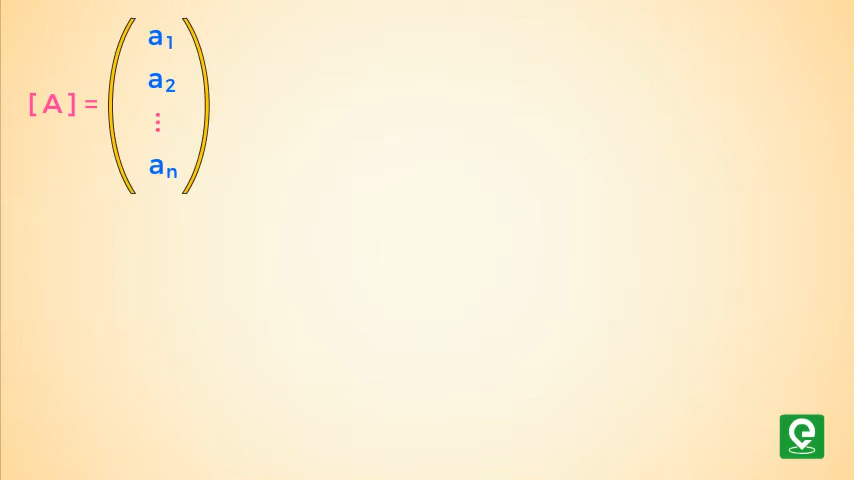 a₁
a₂
[A] =
⋮
aₙ